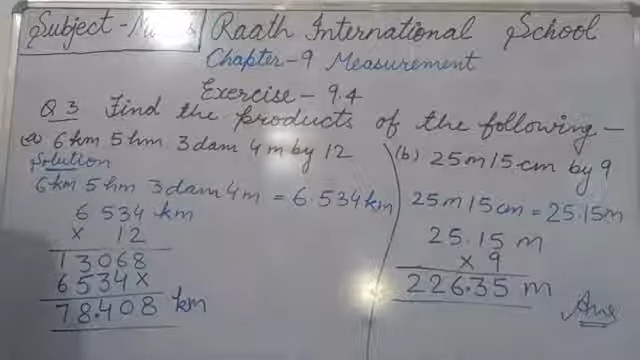 Subject - Maths Raath International School
Chapter-9 Measurement
Exercise - 9.4
Q 3 Find the products of the following -
(a) 6 km 5 hm 3 dam 4 m by 12
Solution
6 km 5 hm 3 dam 4 m = 6.534 km
6 534 km
× 12
13068
6534×
78.408 km
(b) 25 m 15 cm by 9
25 m 15 cm = 25.15 m
25.15 m
× 9
226.35 m
Ans